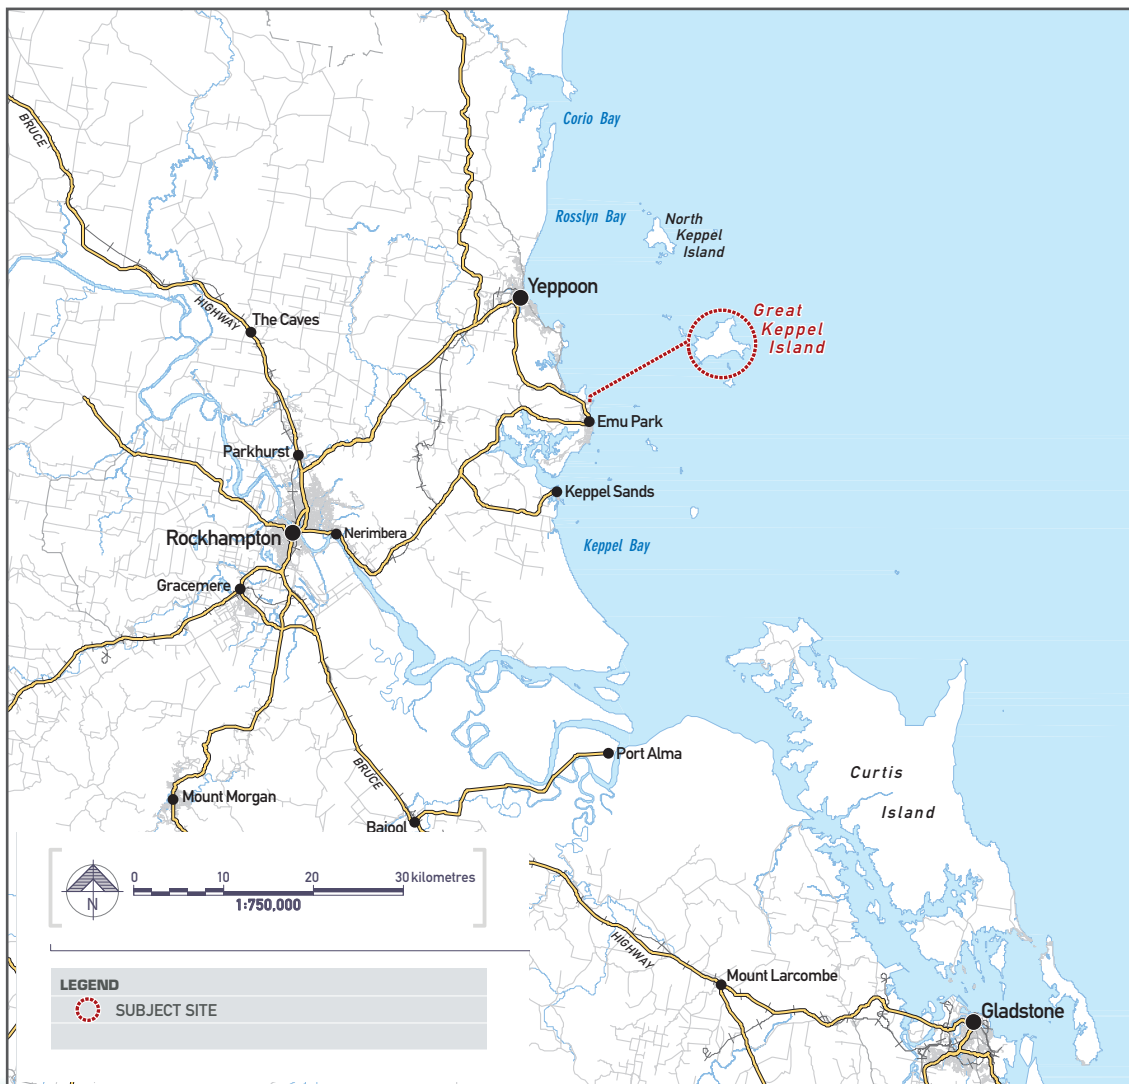 BRUCE
Corio Bay
Rosslyn Bay
North
Keppel
Island
Yeppoon
HIGHWAY
The Caves
Great
Keppel
Island
Emu Park
Parkhurst
Keppel Sands
Rockhampton
Nerimbera
Keppel Bay
Gracemere
Port Alma
BRUCE
Curtis
Island
Mount Morgan
Bajool
0 10 20 30 kilometres
1:750,000
N
HIGHWAY
Mount Larcombe
LEGEND
SUBJECT SITE
Gladstone